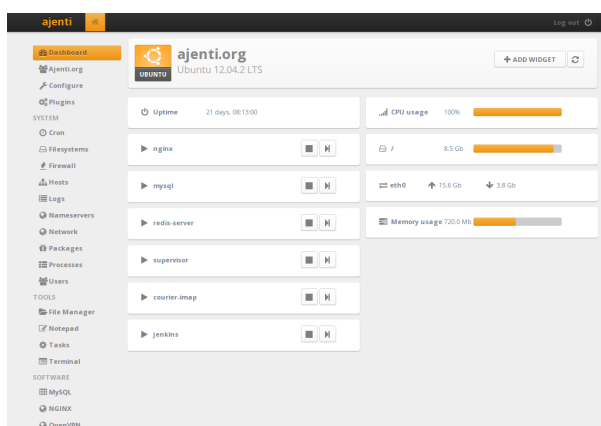 ajenti
Log out
Dashboard
Ajenti.org
Configure
Plugins
SYSTEM
Cron
Filesystems
Firewall
Hosts
Logs
Nameservers
Network
Packages
Processes
Users
TOOLS
File Manager
Notepad
Tasks
Terminal
SOFTWARE
MySQL
NGINX
OpenVPN
UBUNTU
ajenti.org
Ubuntu 12.04.2 LTS
+ ADD WIDGET
Uptime 21 days, 08:13:00
nginx
mysql
redis-server
supervisor
courier-imap
jenkins
CPU usage 100%
/ 8.5 Gb
eth0 15.6 Gb 3.8 Gb
Memory usage 720.0 Mb